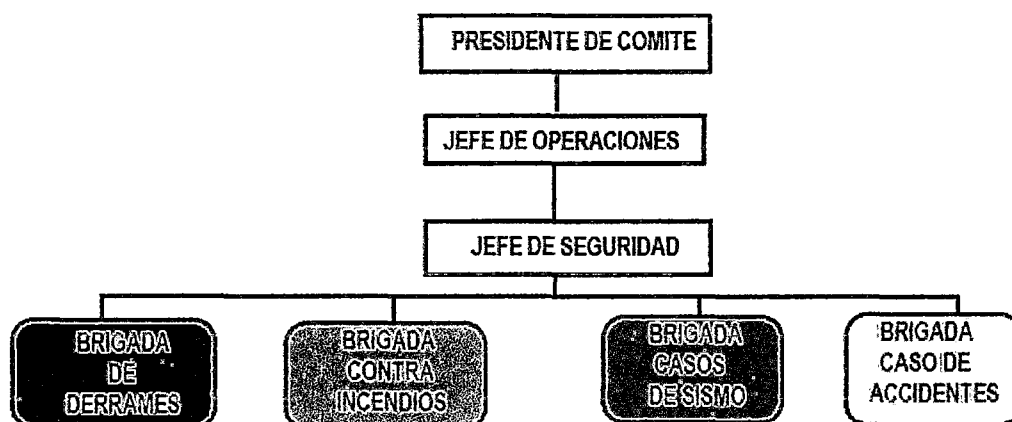 PRESIDENTE DE COMITE
JEFE DE OPERACIONES
JEFE DE SEGURIDAD
BRIGADA
DE
DERRAMES
BRIGADA
CONTRA
INCENDIOS
BRIGADA
CASOS
DE SISMO
BRIGADA
CASO DE
ACCIDENTES